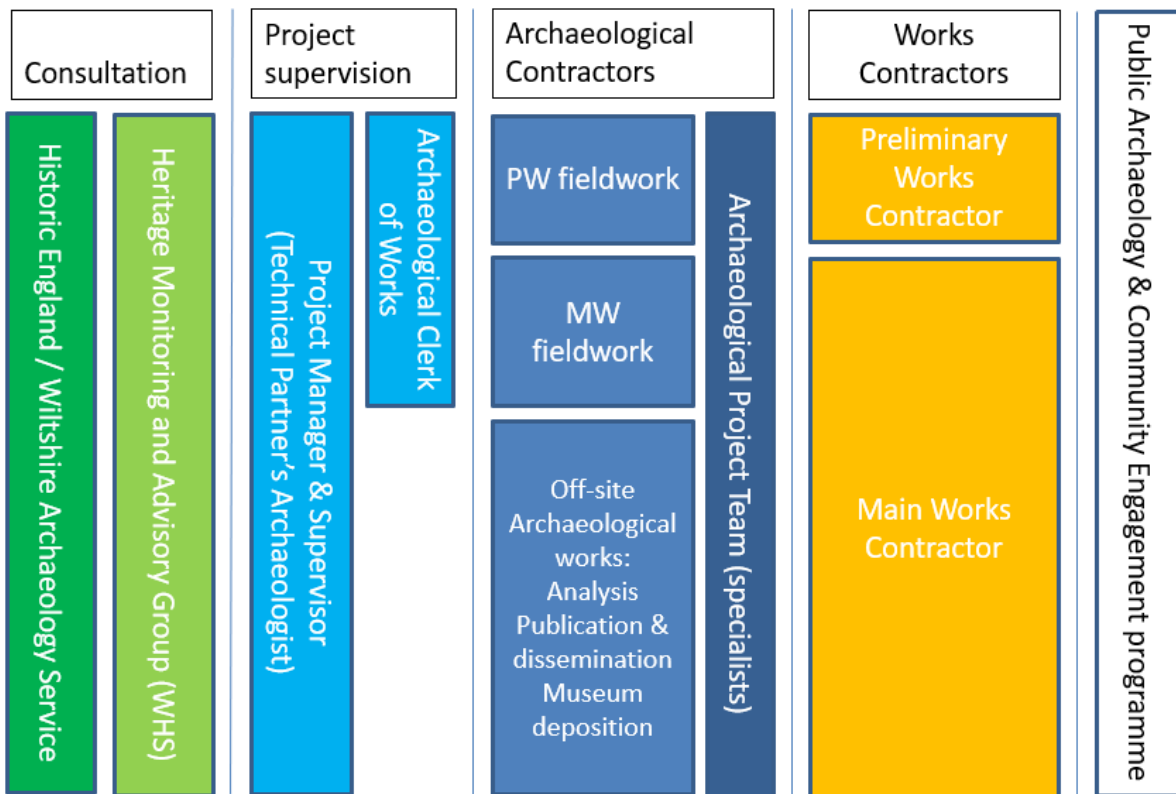 Consultation
Historic England / Wiltshire Archaeology Service
Heritage Monitoring and Advisory Group (WHS)
Project
supervision
Project Manager & Supervisor
(Technical Partner's Archaeologist)
Archaeological Clerk
of Works
Archaeological
Contractors
PW fieldwork
MW
fieldwork
Off-site
Archaeological
works:
Analysis
Publication &
dissemination
Museum
deposition
Archaeological Project Team (specialists)
Works
Contractors
Preliminary
Works
Contractor
Main Works
Contractor
Public Archaeology & Community Engagement programme